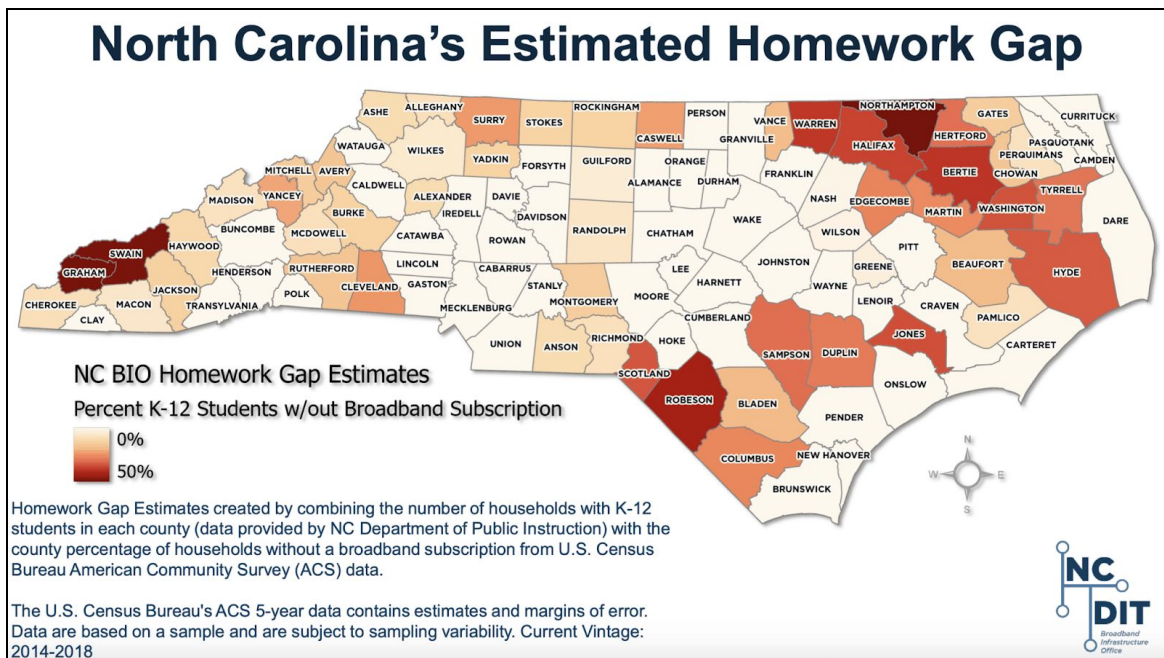 North Carolina's Estimated Homework Gap
ASHE
ALLEGHANY
SURRY
STOKES
ROCKINGHAM
CASWELL
PERSON
GRANVILLE
VANCE
WARREN
NORTHAMPTON
HALIFAX
HERTFORD
GATES
CURRITUCK
PASQUOTANK
CAMDEN
PERQUIMANS
CHOWAN
BERTIE
WATAUGA
WILKES
YADKIN
FORSYTH
GUILFORD
ALAMANCE
ORANGE
DURHAM
FRANKLIN
NASH
EDGECOMBE
MARTIN
WASHINGTON
TYRRELL
DARE
MITCHELL
AVERY
CALDWELL
ALEXANDER
IREDELL
DAVIE
DAVIDSON
RANDOLPH
CHATHAM
WAKE
WILSON
PITT
BEAUFORT
HYDE
MADISON
YANCEY
BURKE
MCDOWELL
BUNCOMBE
CATAWBA
ROWAN
LEE
JOHNSTON
GREENE
WAYNE
LENOIR
CRAVEN
PAMLICO
SWAIN
GRAHAM
HAYWOOD
HENDERSON
RUTHERFORD
CLEVELAND
LINCOLN
GASTON
CABARRUS
STANLY
MONTGOMERY
MOORE
HARNETT
CUMBERLAND
CHEROKEE
CLAY
MACON
JACKSON
TRANSYLVANIA
POLK
MECKLENBURG
UNION
ANSON
RICHMOND
HOKE
SCOTLAND
ROBESON
SAMPSON
DUPLIN
JONES
CARTERET
ONSLOW
BLADEN
PENDER
COLUMBUS
NEW HANOVER
BRUNSWICK
NC BIO Homework Gap Estimates
Percent K-12 Students w/out Broadband Subscription
0%
50%
N
W
E
S
Homework Gap Estimates created by combining the number of households with K-12
students in each county (data provided by NC Department of Public Instruction) with the
county percentage of households without a broadband subscription from U.S. Census
Bureau American Community Survey (ACS) data.
The U.S. Census Bureau's ACS 5-year data contains estimates and margins of error.
Data are based on a sample and are subject to sampling variability. Current Vintage:
2014-2018
NC
DIT
Broadband
Infrastructure
Office